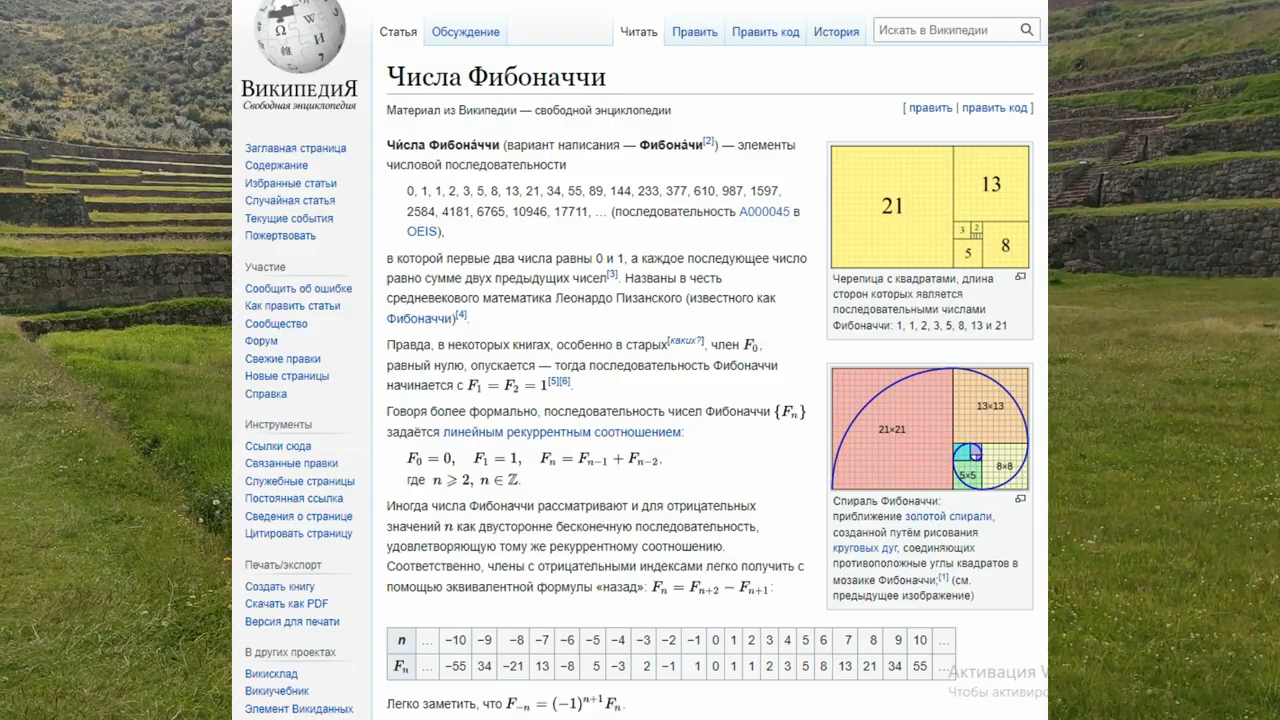 Статья
Обсуждение
Читать
Править
Править код
История
Искать в Википедии
ВИКИПЕДИЯ
Свободная энциклопедия
Заглавная страница
Содержание
Избранные статьи
Случайная статья
Текущие события
Пожертвовать
Участие
Сообщить об ошибке
Как править статьи
Сообщество
Форум
Свежие правки
Новые страницы
Справка
Инструменты
Ссылки сюда
Связанные правки
Служебные страницы
Постоянная ссылка
Сведения о странице
Цитировать страницу
Печать/экспорт
Создать книгу
Скачать как PDF
Версия для печати
В других проектах
Викисклад
Викиучебник
Элемент Викиданных
Числа Фибоначчи
Материал из Википедии — свободной энциклопедии
[ править | править код ]
Чи́сла Фибона́ччи (вариант написания — Фибона́чи[2]) — элементы
числовой последовательности
0, 1, 1, 2, 3, 5, 8, 13, 21, 34, 55, 89, 144, 233, 377, 610, 987, 1597,
2584, 4181, 6765, 10946, 17711, … (последовательность A000045 в
OEIS),
в которой первые два числа равны 0 и 1, а каждое последующее число
равно сумме двух предыдущих чисел[3]. Названы в честь
средневекового математика Леонардо Пизанского (известного как
Фибоначчи)[4].
Правда, в некоторых книгах, особенно в старых[каких?], член F₀,
равный нулю, опускается — тогда последовательность Фибоначчи
начинается с F₁ = F₂ = 1[5][6].
Говоря более формально, последовательность чисел Фибоначчи {Fₙ}
задаётся линейным рекуррентным соотношением:
F₀ = 0, F₁ = 1, Fₙ = Fₙ₋₁ + Fₙ₋₂,
где n ⩾ 2, n ∈ ℤ.
Иногда числа Фибоначчи рассматривают и для отрицательных
значений n как двусторонне бесконечную последовательность,
удовлетворяющую тому же рекуррентному соотношению.
Соответственно, члены с отрицательными индексами легко получить с
помощью эквивалентной формулы «назад»: Fₙ = Fₙ₊₂ − Fₙ₊₁:
n … −10 −9 −8 −7 −6 −5 −4 −3 −2 −1 0 1 2 3 4 5 6 7 8 9 10 …
Fₙ … −55 34 −21 13 −8 5 −3 2 −1 1 0 1 1 2 3 5 8 13 21 34 55 …
Легко заметить, что F₋ₙ = (−1)ⁿ⁺¹Fₙ.
21
13
3
2
5
8
Черепица с квадратами, длина
сторон которых является
последовательными числами
Фибоначчи: 1, 1, 2, 3, 5, 8, 13 и 21
21×21
13×13
5×5
8×8
Спираль Фибоначчи:
приближение золотой спирали,
созданной путём рисования
круговых дуг, соединяющих
противоположные углы квадратов в
мозаике Фибоначчи;[1] (см.
предыдущее изображение)
Активация
Чтобы